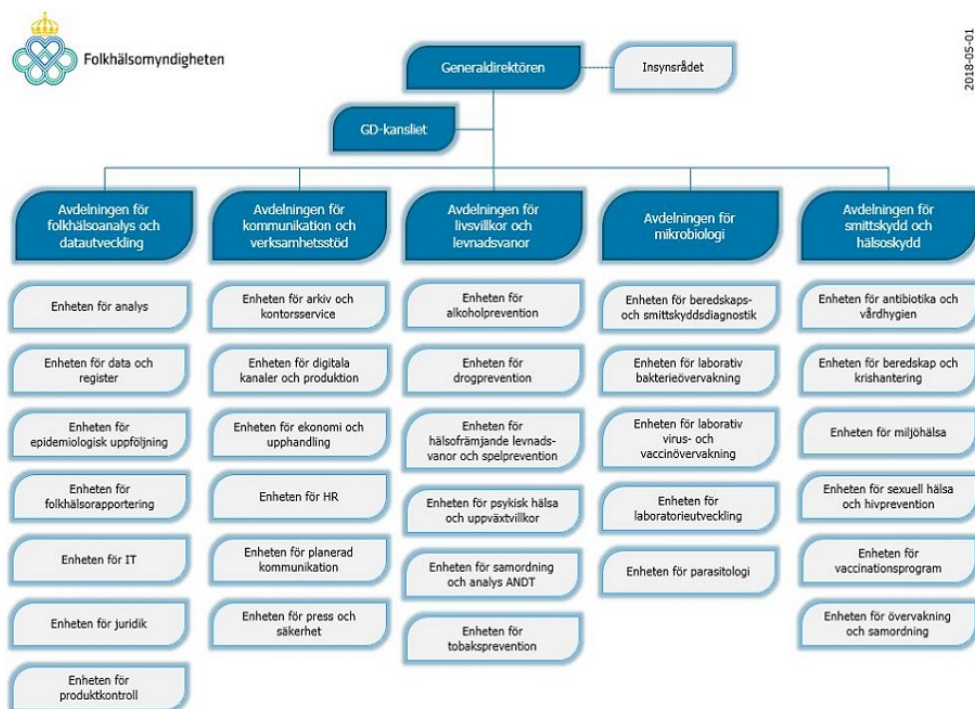 Folkhälsomyndigheten
2018-05-01
Generaldirektören
Insynsrådet
GD-kansliet
Avdelningen för
folkhälsoanalys och
datautveckling
Enheten för analys
Enheten för data och
register
Enheten för
epidemiologisk uppföljning
Enheten för
folkhälsorapportering
Enheten för IT
Enheten för juridik
Enheten för
produktkontroll
Avdelningen för
kommunikation och
verksamhetsstöd
Enheten för arkiv och
kontorsservice
Enheten för digitala
kanaler och produktion
Enheten för ekonomi och
upphandling
Enheten för HR
Enheten för planerad
kommunikation
Enheten för press och
säkerhet
Avdelningen för
livsvillkor och
levnadsvanor
Enheten för
alkoholprevention
Enheten för
drogprevention
Enheten för
hälsofrämjande levnads-
vanor och spelprevention
Enheten för psykisk hälsa
och uppväxtvillkor
Enheten för samordning
och analys ANDT
Enheten för
tobaksprevention
Avdelningen för
mikrobiologi
Enheten för beredskaps-
och smittskyddsdiagnostik
Enheten för laborativ
bakterieövervakning
Enheten för laborativ
virus- och
vaccinövervakning
Enheten för
laboratorieutveckling
Enheten för parasitologi
Avdelningen för
smittskydd och
hälsoskydd
Enheten för antibiotika och
vårdhygien
Enheten för beredskap och
krishantering
Enheten för miljöhälsa
Enheten för sexuell hälsa
och hivprevention
Enheten för
vaccinationsprogram
Enheten för övervakning
och samordning